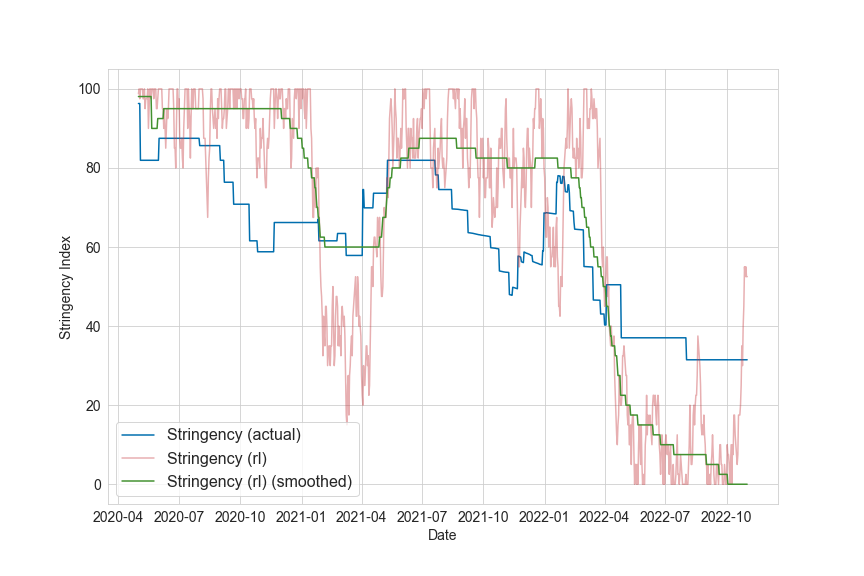 100
80
60
40
20
0
Stringency Index
Stringency (actual)
Stringency (rl)
Stringency (rl) (smoothed)
2020-04 2020-07 2020-10 2021-01 2021-04 2021-07 2021-10 2022-01 2022-04 2022-07 2022-10
Date